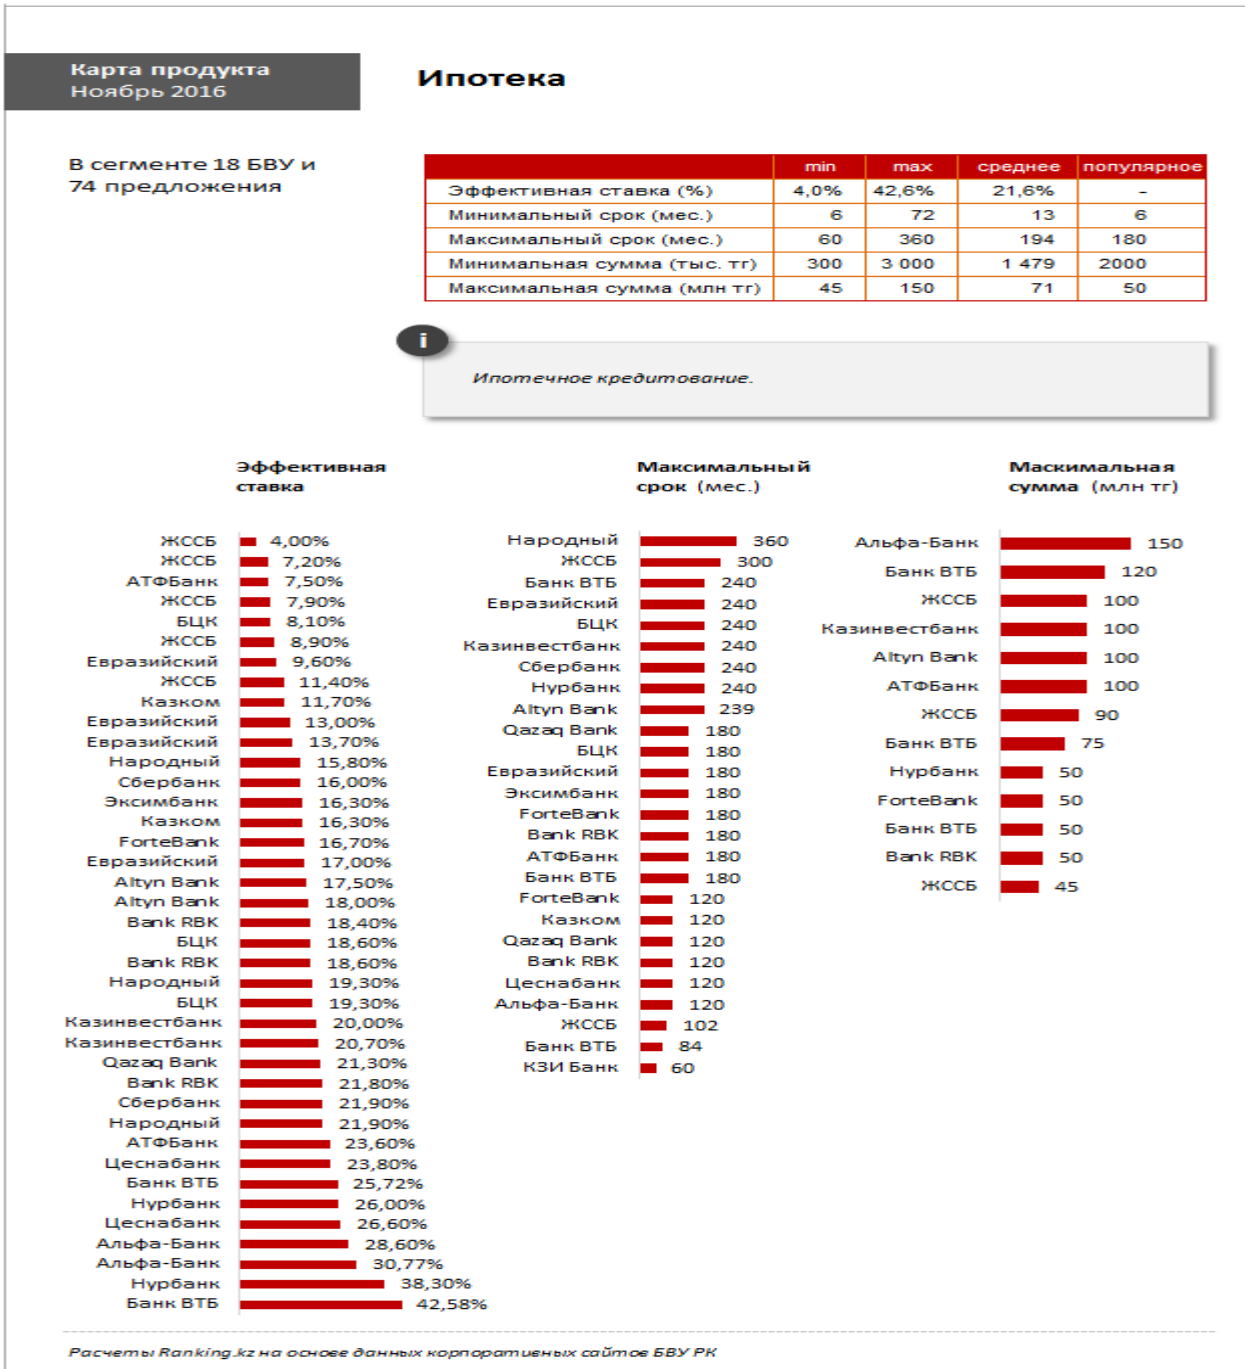 Карта продукта
Ноябрь 2016
Ипотека
В сегменте 18 БВУ и
74 предложения
min max среднее популярное
Эффективная ставка (%) 4,0% 42,6% 21,6% -
Минимальный срок (мес.) 6 72 13 6
Максимальный срок (мес.) 60 360 194 180
Минимальная сумма (тыс. тг) 300 3 000 1 479 2000
Максимальная сумма (млн тг) 45 150 71 50
i
Ипотечное кредитование.
Эффективная
ставка
ЖССБ 4,00%
ЖССБ 7,20%
АТФБанк 7,50%
ЖССБ 7,90%
БЦК 8,10%
ЖССБ 8,90%
Евразийский 9,60%
ЖССБ 11,40%
Казком 11,70%
Евразийский 13,00%
Евразийский 13,70%
Народный 15,80%
Сбербанк 16,00%
Эксимбанк 16,30%
Казком 16,30%
ForteBank 16,70%
Евразийский 17,00%
Altyn Bank 17,50%
Altyn Bank 18,00%
Bank RBK 18,40%
БЦК 18,60%
Bank RBK 18,60%
Народный 19,30%
БЦК 19,30%
Казинвестбанк 20,00%
Казинвестбанк 20,70%
Qazaq Bank 21,30%
Bank RBK 21,80%
Сбербанк 21,90%
Народный 21,90%
АТФБанк 23,60%
Цеснабанк 23,80%
Банк ВТБ 25,72%
Нурбанк 26,00%
Цеснабанк 26,60%
Альфа-Банк 28,60%
Альфа-Банк 30,77%
Нурбанк 38,30%
Банк ВТБ 42,58%
Максимальный
срок (мес.)
Народный 360
ЖССБ 300
Банк ВТБ 240
Евразийский 240
БЦК 240
Казинвестбанк 240
Сбербанк 240
Нурбанк 240
Altyn Bank 239
Qazaq Bank 180
БЦК 180
Евразийский 180
Эксимбанк 180
ForteBank 180
Bank RBK 180
АТФБанк 180
Банк ВТБ 180
ForteBank 120
Казком 120
Qazaq Bank 120
Bank RBK 120
Цеснабанк 120
Альфа-Банк 120
ЖССБ 102
Банк ВТБ 84
КЗИ Банк 60
Маскимальная
сумма (млн тг)
Альфа-Банк 150
Банк ВТБ 120
ЖССБ 100
Казинвестбанк 100
Altyn Bank 100
АТФБанк 100
ЖССБ 90
Банк ВТБ 75
Нурбанк 50
ForteBank 50
Банк ВТБ 50
Bank RBK 50
ЖССБ 45
Расчеты Ranking.kz на основе данных корпоративных сайтов БВУ РК